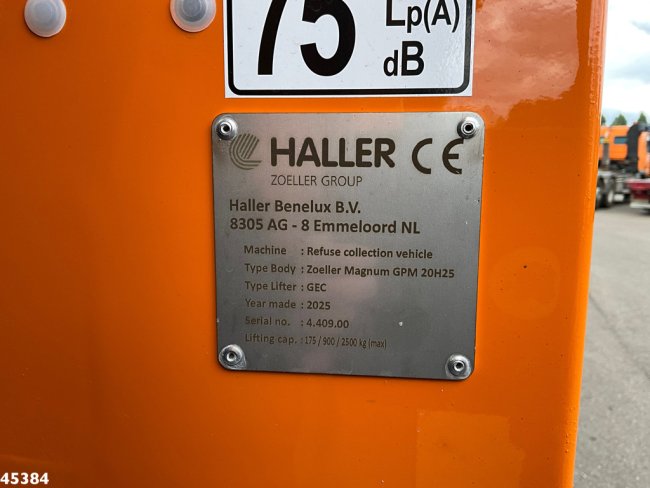 75 Lp(A)
dB
HALLER CE
ZOELLER GROUP
Haller Benelux B.V.
8305 AG - 8 Emmeloord NL
Machine : Refuse collection vehicle
Type Body : Zoeller Magnum GPM 20H25
Type Lifter : GEC
Year made : 2025
Serial no. : 4.409.00
Lifting cap. : 175 / 900 / 2500 kg (max)
45384